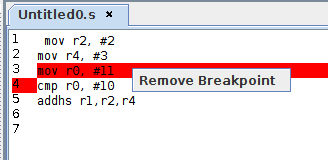 Untitled0.s ×
1 mov r2, #2
2 mov r4, #3
3 mov r0, #11
Remove Breakpoint
4 cmp r0, #10
5 addhs r1,r2,r4
6
7